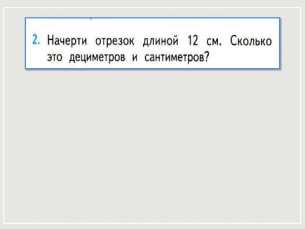 2. Начерти отрезок длиной 12 см. Сколько
это дециметров и сантиметров?